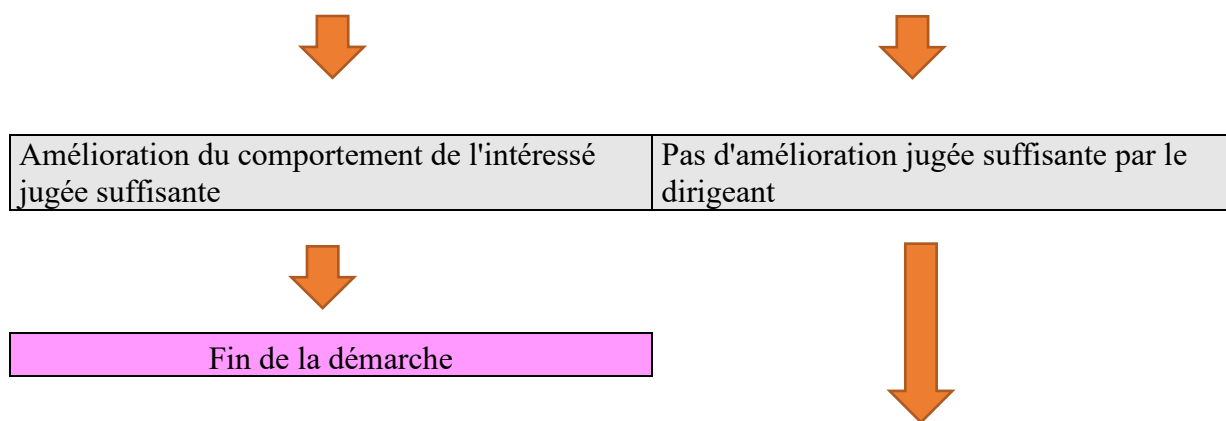 Amélioration du comportement de l'intéressé
jugée suffisante
Pas d'amélioration jugée suffisante par le
dirigeant
Fin de la démarche